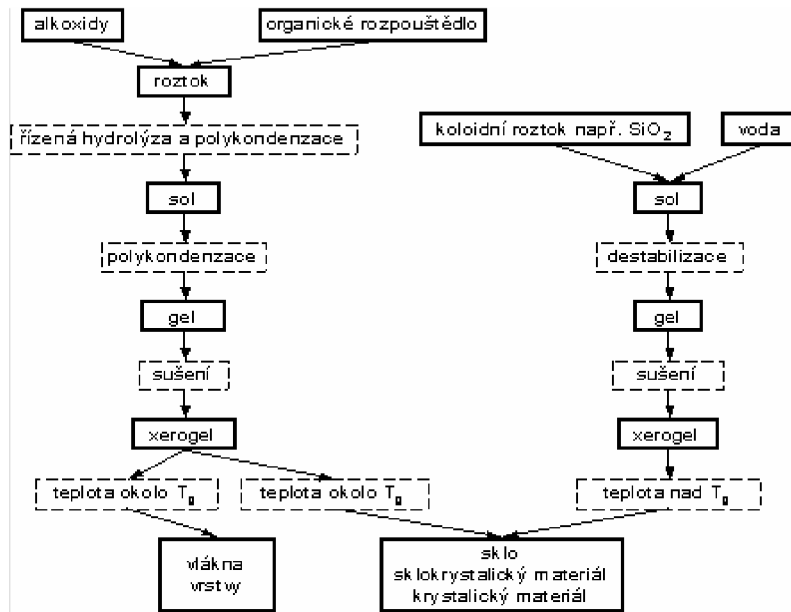 alkoxidy
organické rozpouštědlo
roztok
řízená hydrolýza a polykondenzace
koloidní roztok např. SiO₂
voda
sol
sol
polykondenzace
destabilizace
gel
gel
sušení
sušení
xerogel
xerogel
teplota okolo Tg
teplota okolo Tg
teplota nad Tg
vlákna
vrstvy
sklo
sklokrystalický materiál
krystalický materiál